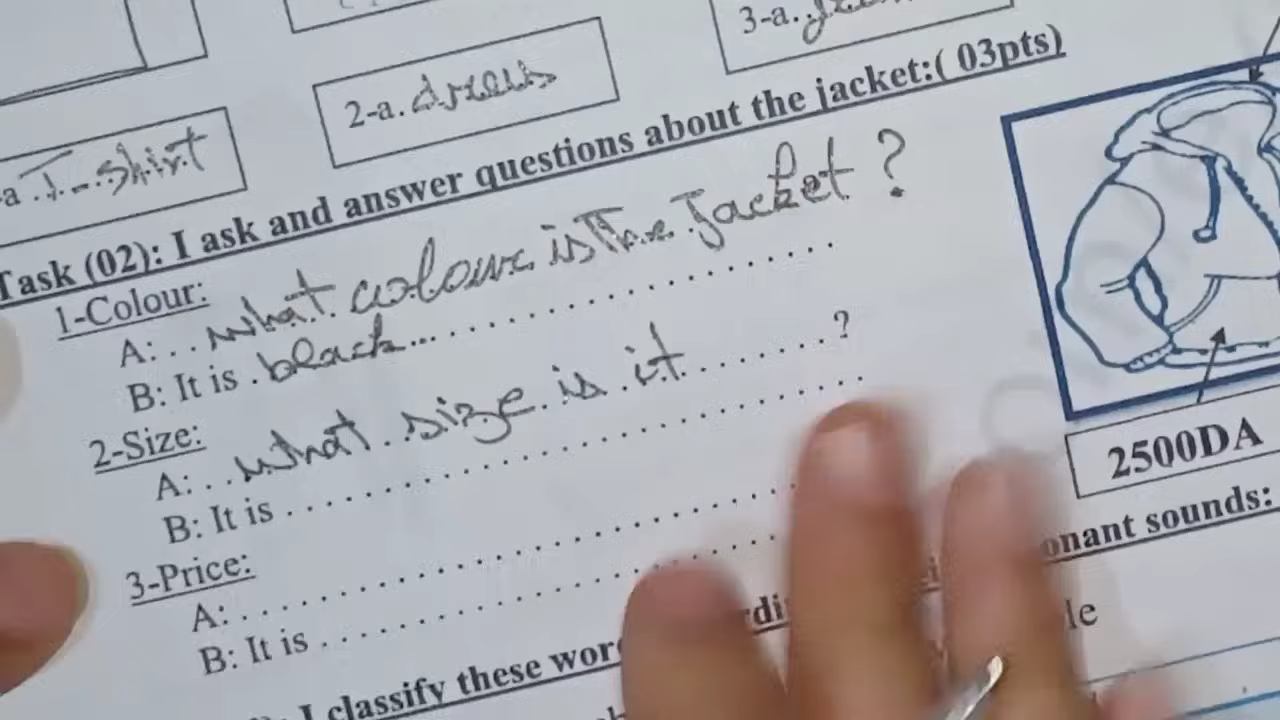 3-a.
2-a. dress
a T-shirt
Task (02): I ask and answer questions about the jacket:( 03pts)
1-Colour:
A: .. what colour is The Jacket ?
B: It is . black ...
2-Size:
A: .. what . size . is . it ........ ?
B: It is ........
3-Price:
A: ........
B: It is ........
2500DA
I classify these onant sounds:
le